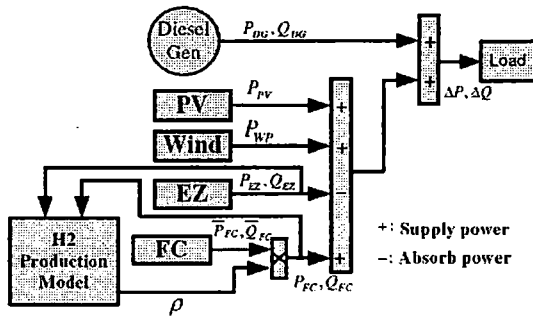 Diesel
Gen
P_DG, Q_DG
+
+
Load
ΔP, ΔQ
PV
P_PV
+
Wind
P_WP
+
EZ
P_EZ, Q_EZ
−
H2
Production
Model
FC
P̅_FC, Q̅_FC
+
P_FC, Q_FC
ρ
+: Supply power
−: Absorb power